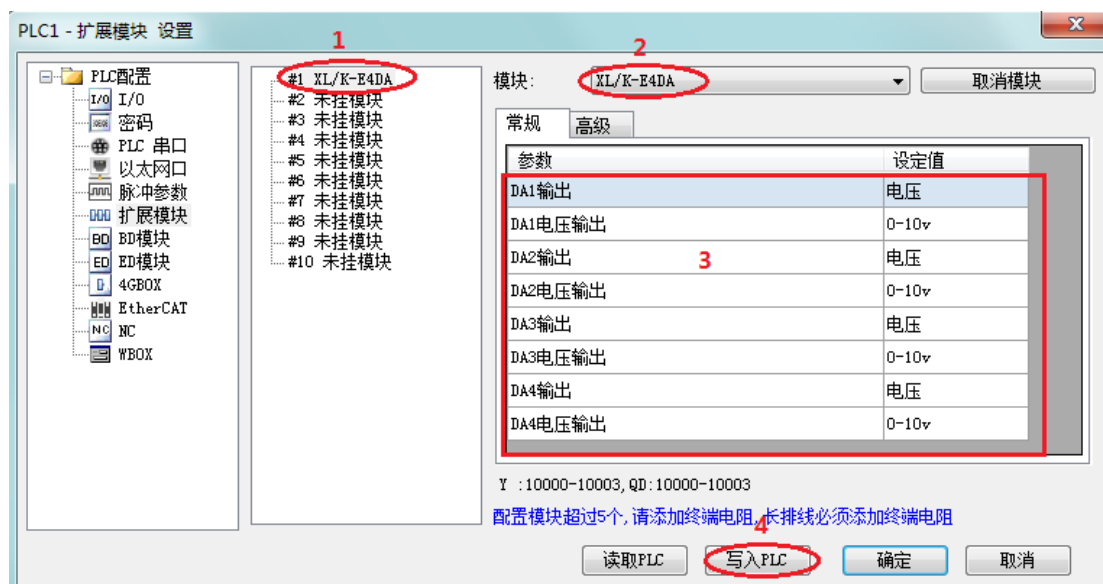 PLC1 - 扩展模块 设置
1
2
PLC配置
I/O I/O
密码
PLC 串口
以太网口
脉冲参数
扩展模块
BD BD模块
ED ED模块
4GBOX
EtherCAT
NC NC
WBOX
#1 XL/K-E4DA
#2 未挂模块
#3 未挂模块
#4 未挂模块
#5 未挂模块
#6 未挂模块
#7 未挂模块
#8 未挂模块
#9 未挂模块
#10 未挂模块
模块: XL/K-E4DA 取消模块
常规 高级
参数 设定值
DA1输出 电压
DA1电压输出 0-10v
DA2输出 3 电压
DA2电压输出 0-10v
DA3输出 电压
DA3电压输出 0-10v
DA4输出 电压
DA4电压输出 0-10v
Y :10000-10003,QD:10000-10003
配置模块超过5个,请添加终端电阻,长排线必须添加终端电阻
4
读取PLC 写入PLC 确定 取消